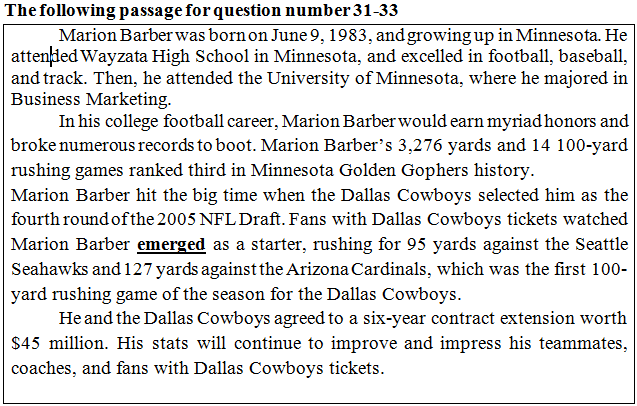 The following passage for question number 31-33
Marion Barber was born on June 9, 1983, and growing up in Minnesota. He
attended Wayzata High School in Minnesota, and excelled in football, baseball,
and track. Then, he attended the University of Minnesota, where he majored in
Business Marketing.
In his college football career, Marion Barber would earn myriad honors and
broke numerous records to boot. Marion Barber's 3,276 yards and 14 100-yard
rushing games ranked third in Minnesota Golden Gophers history.
Marion Barber hit the big time when the Dallas Cowboys selected him as the
fourth round of the 2005 NFL Draft. Fans with Dallas Cowboys tickets watched
Marion Barber emerged as a starter, rushing for 95 yards against the Seattle
Seahawks and 127 yards against the Arizona Cardinals, which was the first 100-
yard rushing game of the season for the Dallas Cowboys.
He and the Dallas Cowboys agreed to a six-year contract extension worth
$45 million. His stats will continue to improve and impress his teammates,
coaches, and fans with Dallas Cowboys tickets.